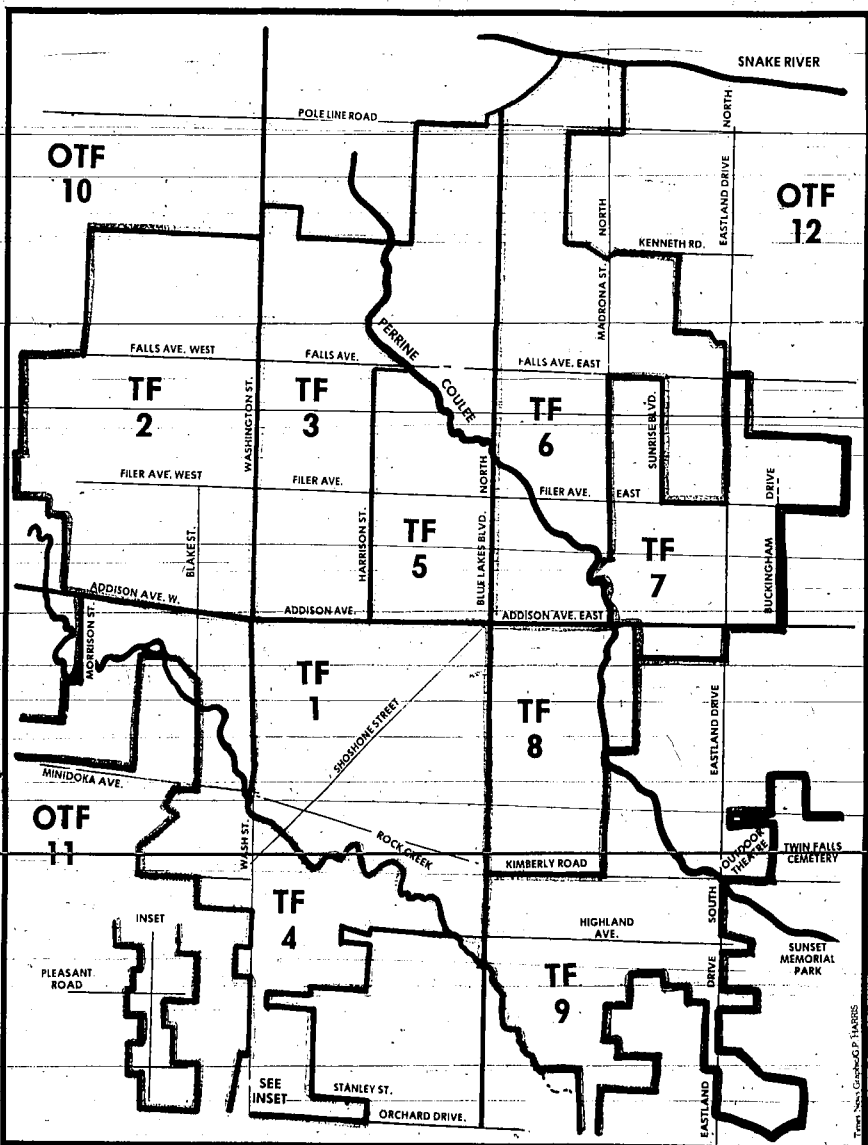 SNAKE RIVER
POLE LINE ROAD
NORTH
EASTLAND DRIVE
OTF
10
OTF
12
NORTH
MADRONA ST.
KENNETH RD.
PERRINE
COULEE
FALLS AVE. WEST
FALLS AVE.
FALLS AVE. EAST
WASHINGTON ST.
TF
2
TF
3
TF
6
SUNRISE BLVD.
FILER AVE. WEST
FILER AVE.
NORTH
FILER AVE.
EAST
DRIVE
BUCKINGHAM
BLAKE ST.
HARRISON ST.
TF
5
BLUE LAKES BLVD.
TF
7
ADDISON AVE. W.
ADDISON AVE.
ADDISON AVE. EAST
MORRISON ST.
TF
1
SHOSHONE STREET
TF
8
EASTLAND DRIVE
MINIDOKA AVE.
OTF
11
WASH ST.
ROCK CREEK
KIMBERLY ROAD
OUTDOOR
THEATRE
TWIN FALLS
CEMETERY
TF
4
INSET
HIGHLAND
AVE.
SOUTH
DRIVE
EASTLAND
SUNSET
MEMORIAL
PARK
PLEASANT
ROAD
TF
9
SEE
INSET
STANLEY ST.
ORCHARD DRIVE.
Times News Graphic/G.P. HARRIS